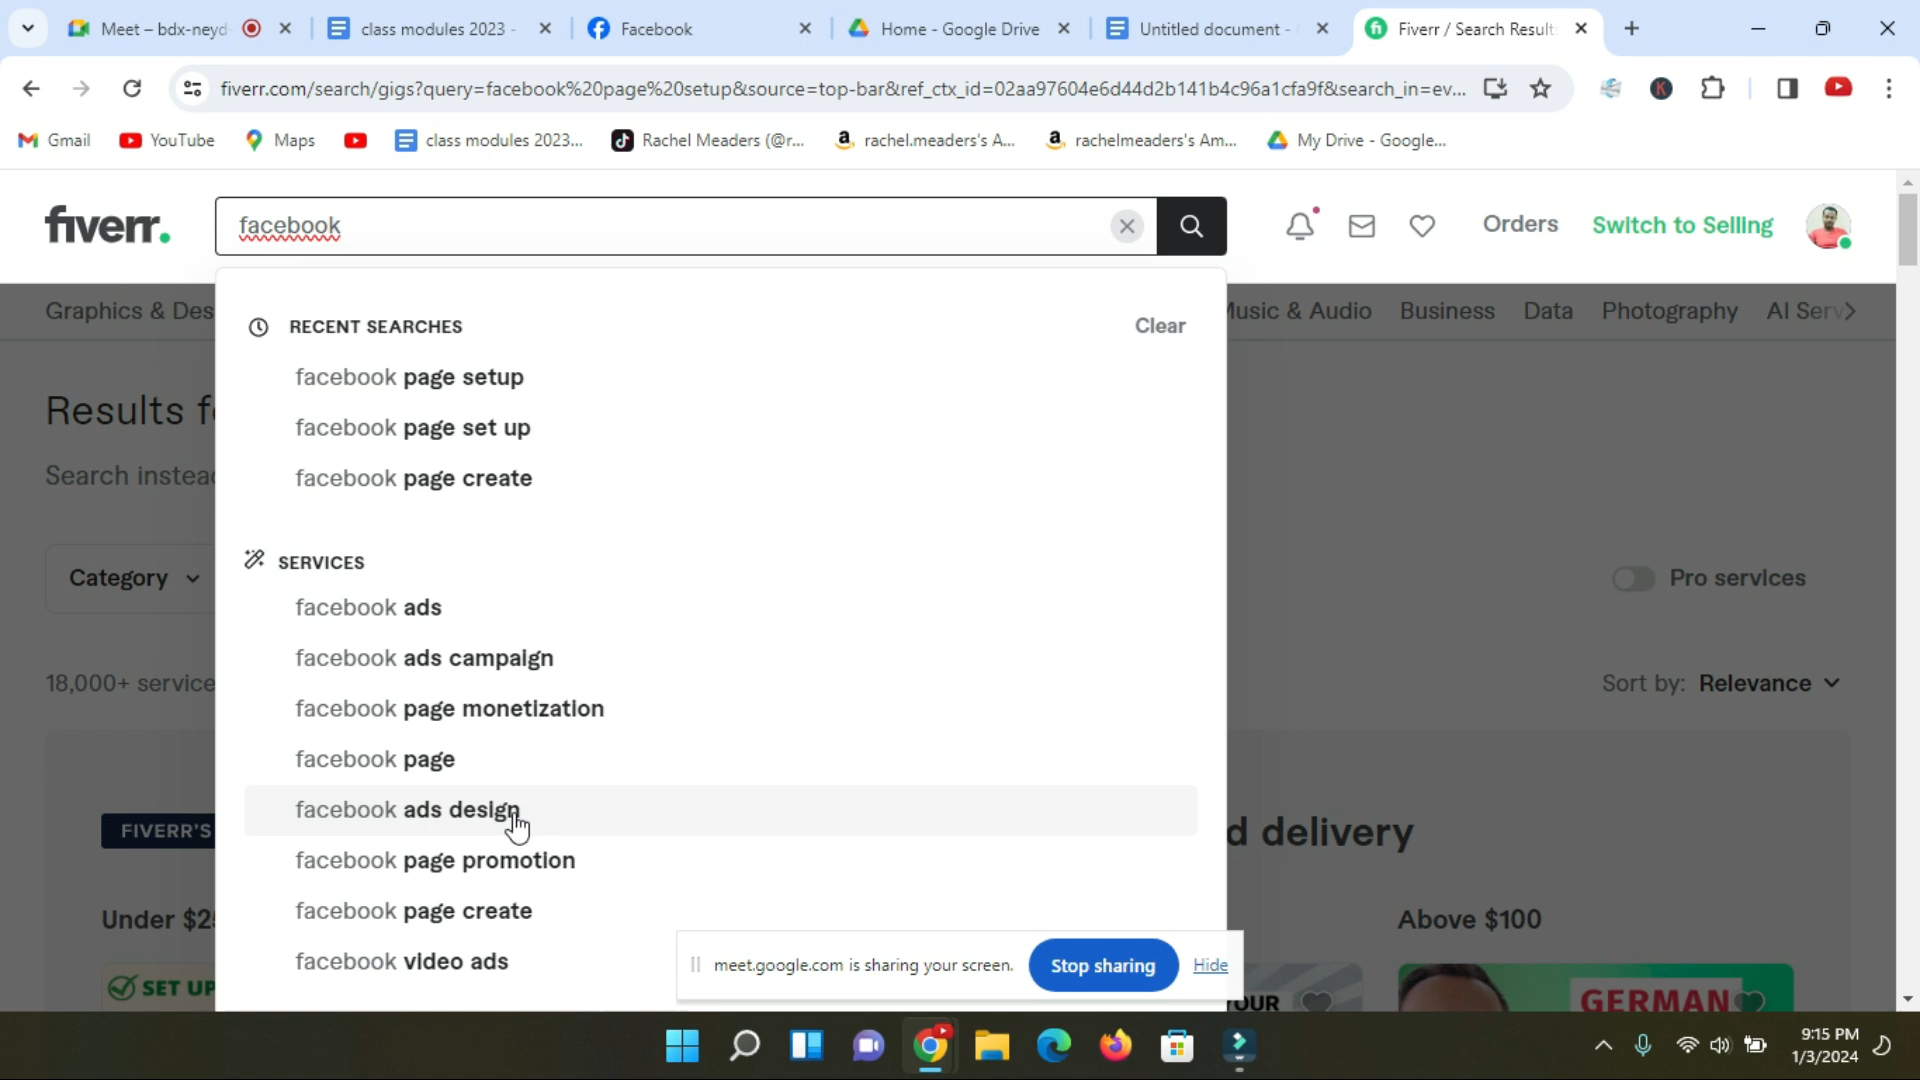 Meet – bdx-neyd
class modules 2023 -
Facebook
Home - Google Drive
Untitled document -
Fiverr / Search Result
fiverr.com/search/gigs?query=facebook%20page%20setup&source=top-bar&ref_ctx_id=02aa97604e6d44d2b141b4c96a1cfa9f&search_in=ev...
Gmail
YouTube
Maps
class modules 2023...
Rachel Meaders (@r...
rachel.meaders's A...
rachelmeaders's Am...
My Drive - Google...
fiverr.
facebook
Orders
Switch to Selling
Graphics & Des
Music & Audio
Business
Data
Photography
AI Serv
RECENT SEARCHES
Clear
facebook page setup
facebook page set up
facebook page create
Results f
Search instea
SERVICES
Category
Pro services
facebook ads
facebook ads campaign
facebook page monetization
facebook page
facebook ads design
facebook page promotion
facebook page create
facebook video ads
18,000+ service
Sort by: Relevance
FIVERR'S
d delivery
Under $25
Above $100
SET UP
OUR
GERMAN
meet.google.com is sharing your screen.
Stop sharing
Hide
9:15 PM
1/3/2024